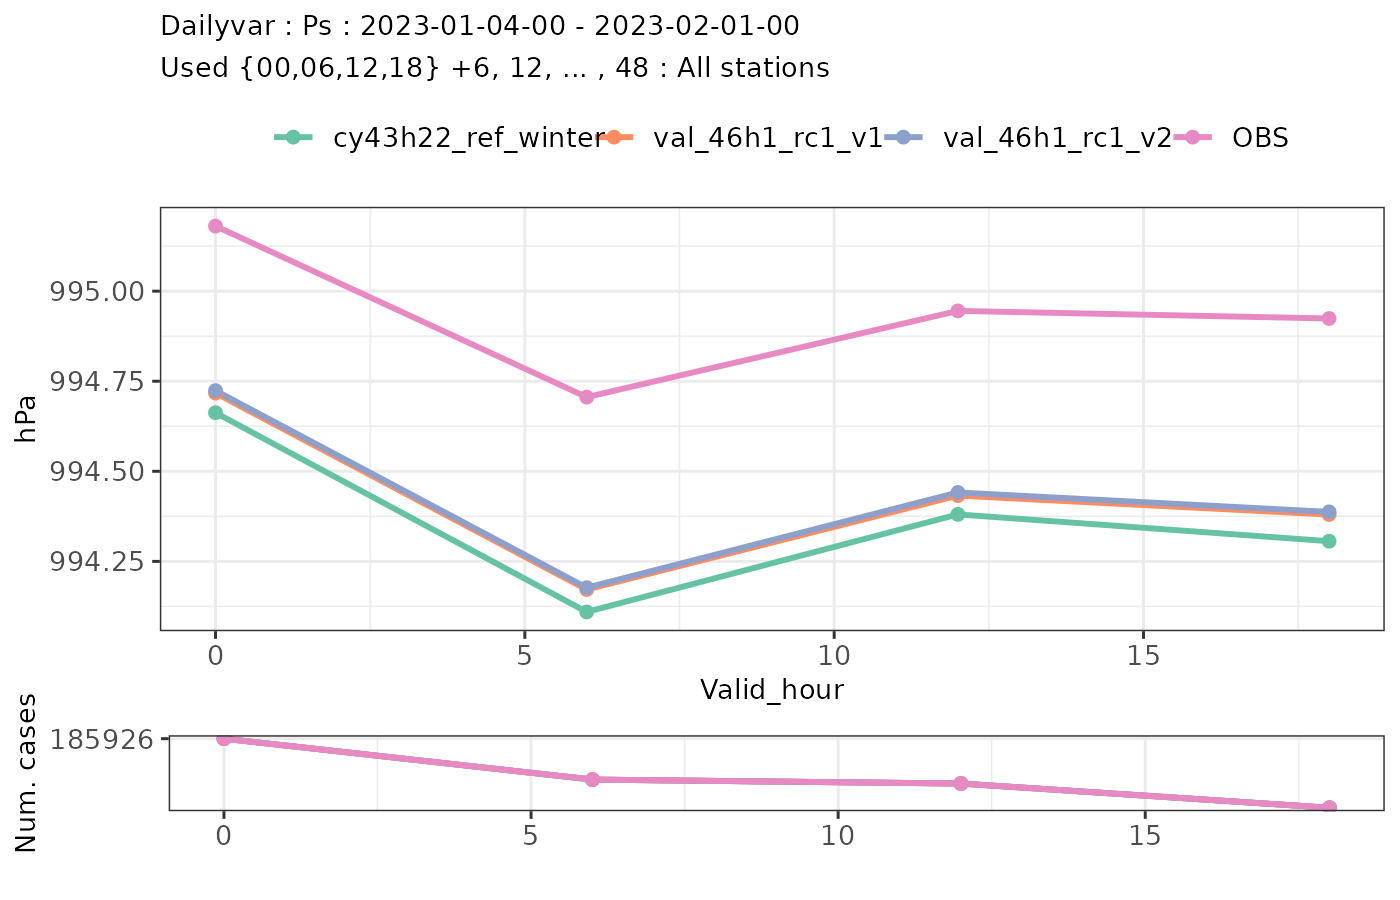 Dailyvar : Ps : 2023-01-04-00 - 2023-02-01-00
Used {00,06,12,18} +6, 12, ... , 48 : All stations
cy43h22_ref_winter val_46h1_rc1_v1 val_46h1_rc1_v2 OBS
hPa
995.00
994.75
994.50
994.25
0 5 10 15
Valid_hour
Num. cases
185926
0 5 10 15